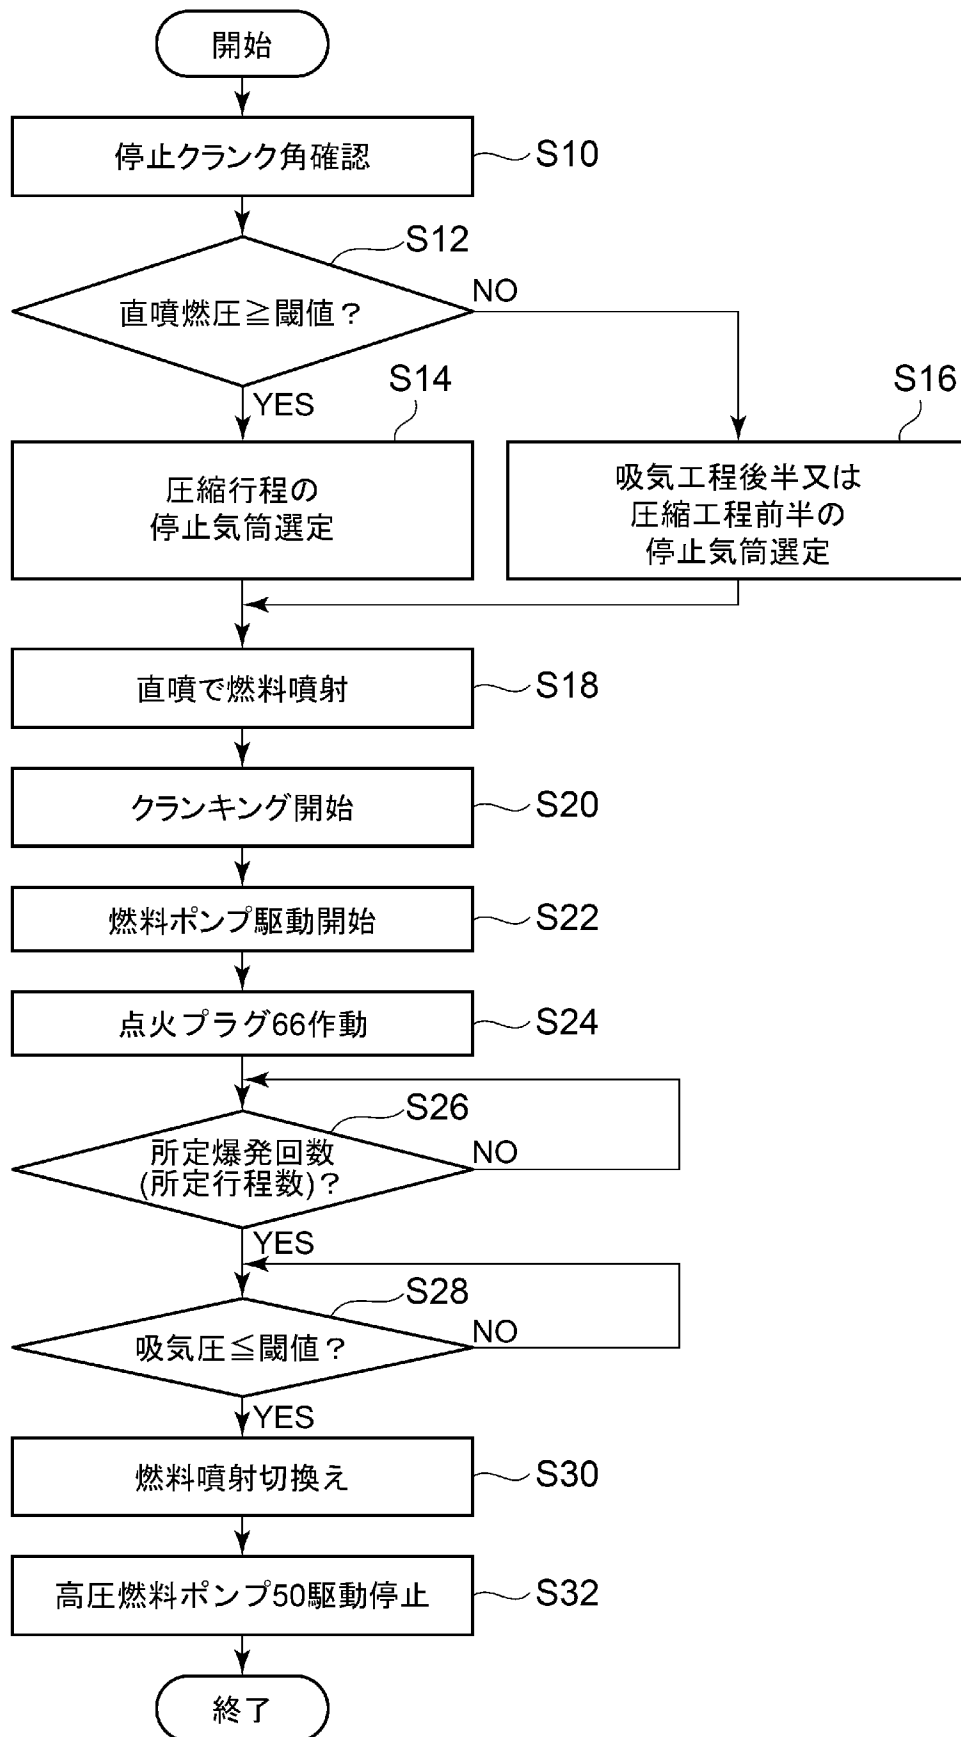 開始
停止クランク角確認
S10
S12
直噴燃圧≧閾値？
NO
YES
S14
S16
圧縮行程の
停止気筒選定
吸気工程後半又は
圧縮工程前半の
停止気筒選定
直噴で燃料噴射
S18
クランキング開始
S20
燃料ポンプ駆動開始
S22
点火プラグ66作動
S24
S26
所定爆発回数
(所定行程数)？
NO
YES
S28
吸気圧≦閾値？
NO
YES
燃料噴射切換え
S30
高圧燃料ポンプ50駆動停止
S32
終了